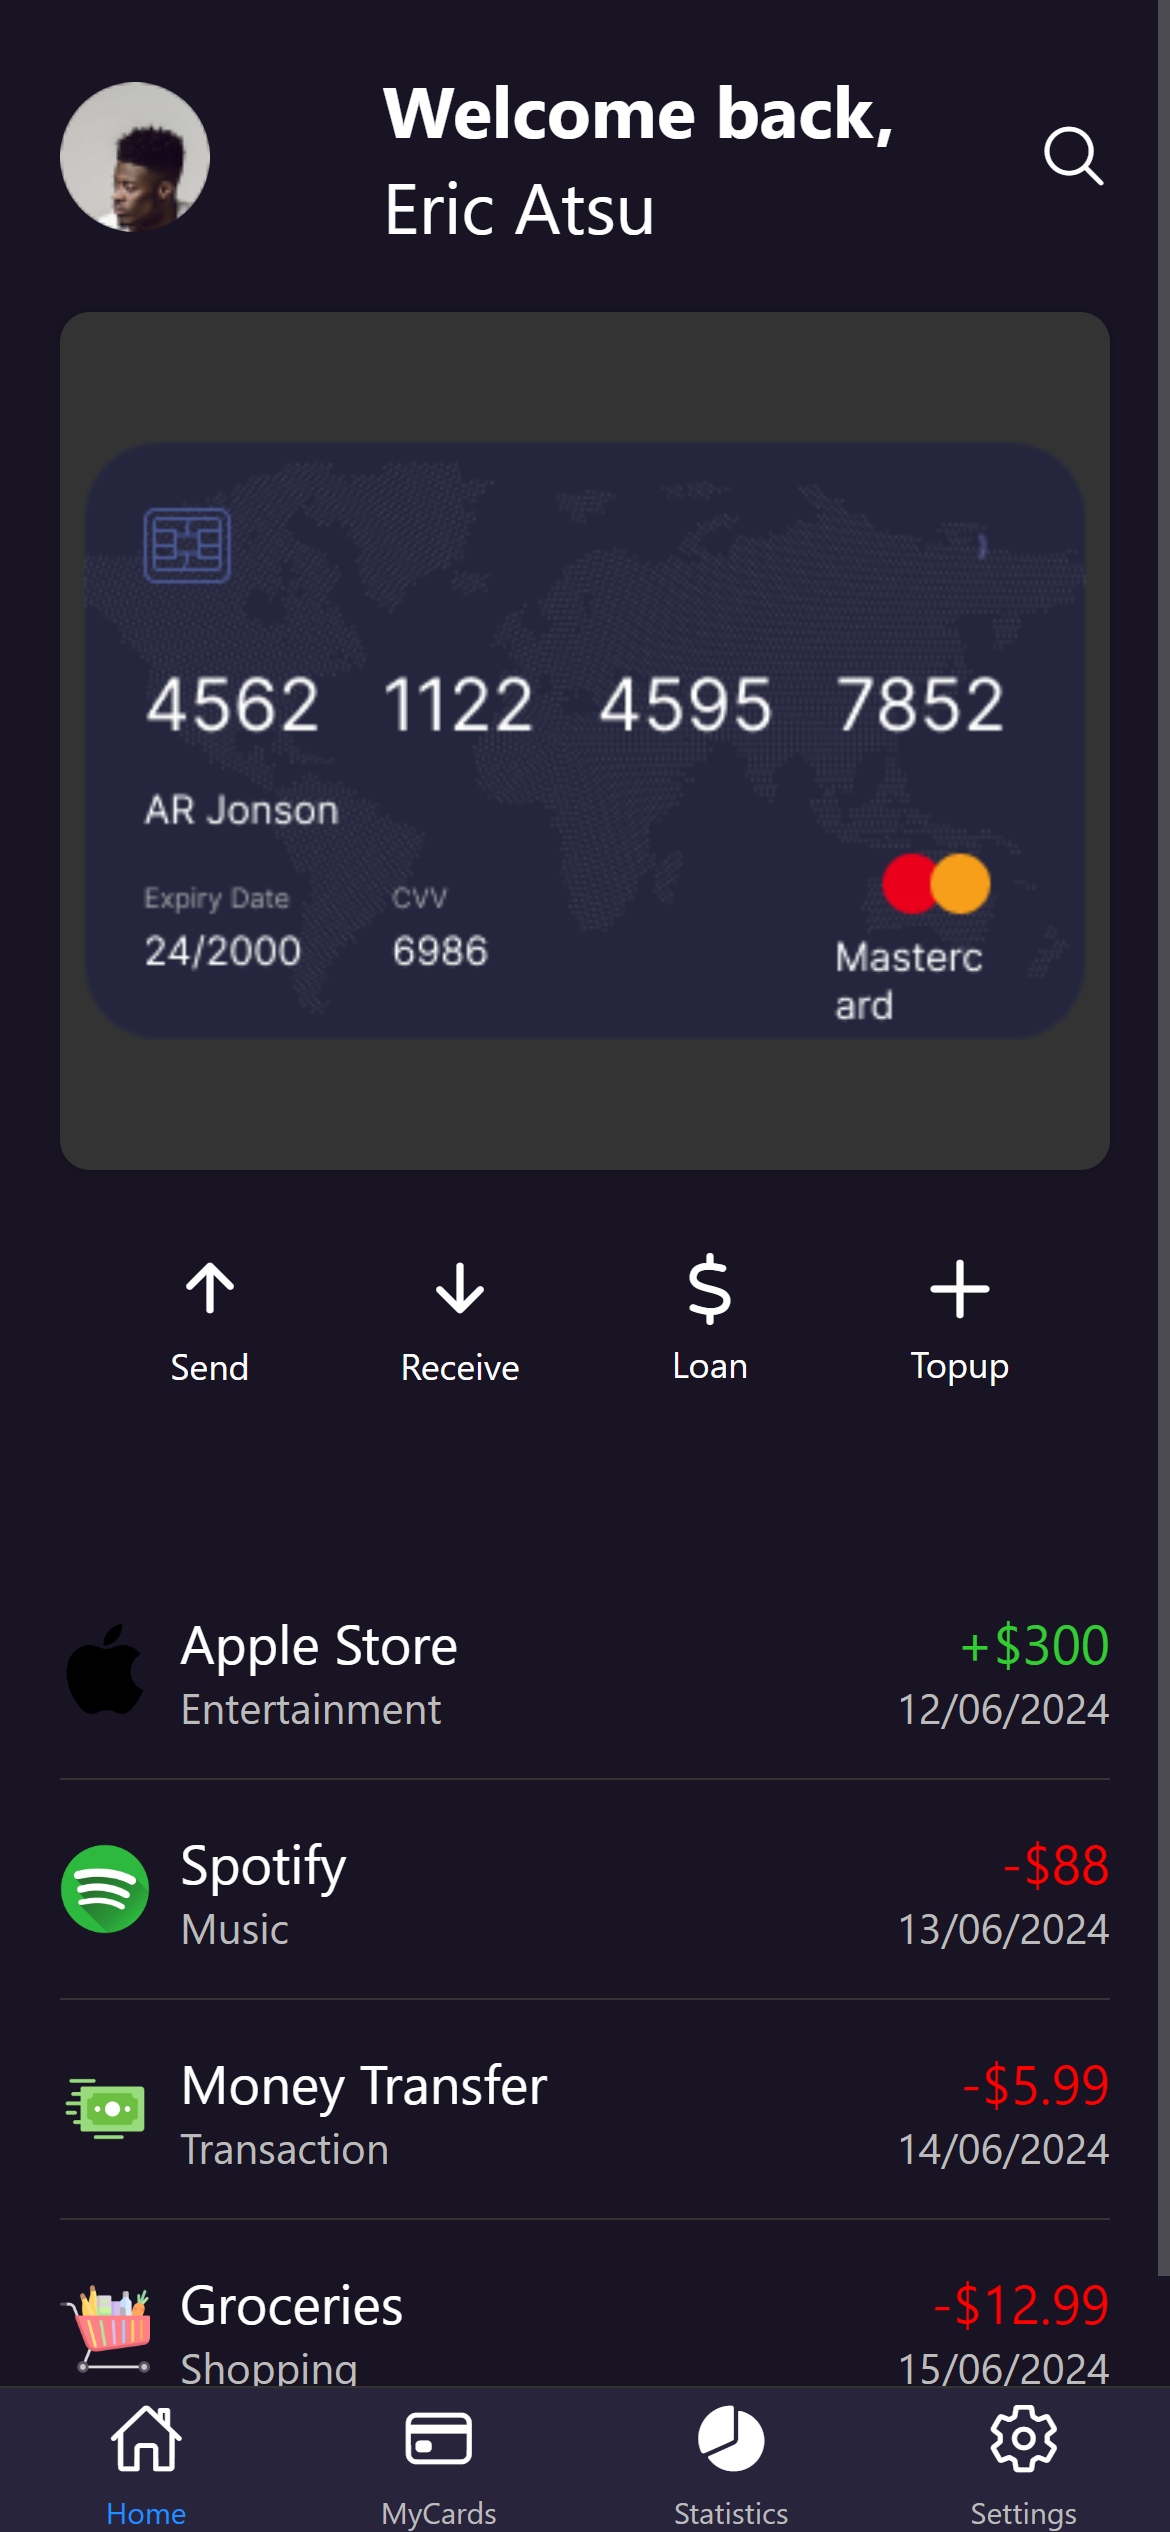 Welcome back,
Eric Atsu
4562 1122 4595 7852
AR Jonson
Expiry Date CVV
24/2000 6986
Masterc
ard
Send Receive Loan Topup
Apple Store +$300
Entertainment 12/06/2024
Spotify -$88
Music 13/06/2024
Money Transfer -$5.99
Transaction 14/06/2024
Groceries -$12.99
Shopping 15/06/2024
Home MyCards Statistics Settings